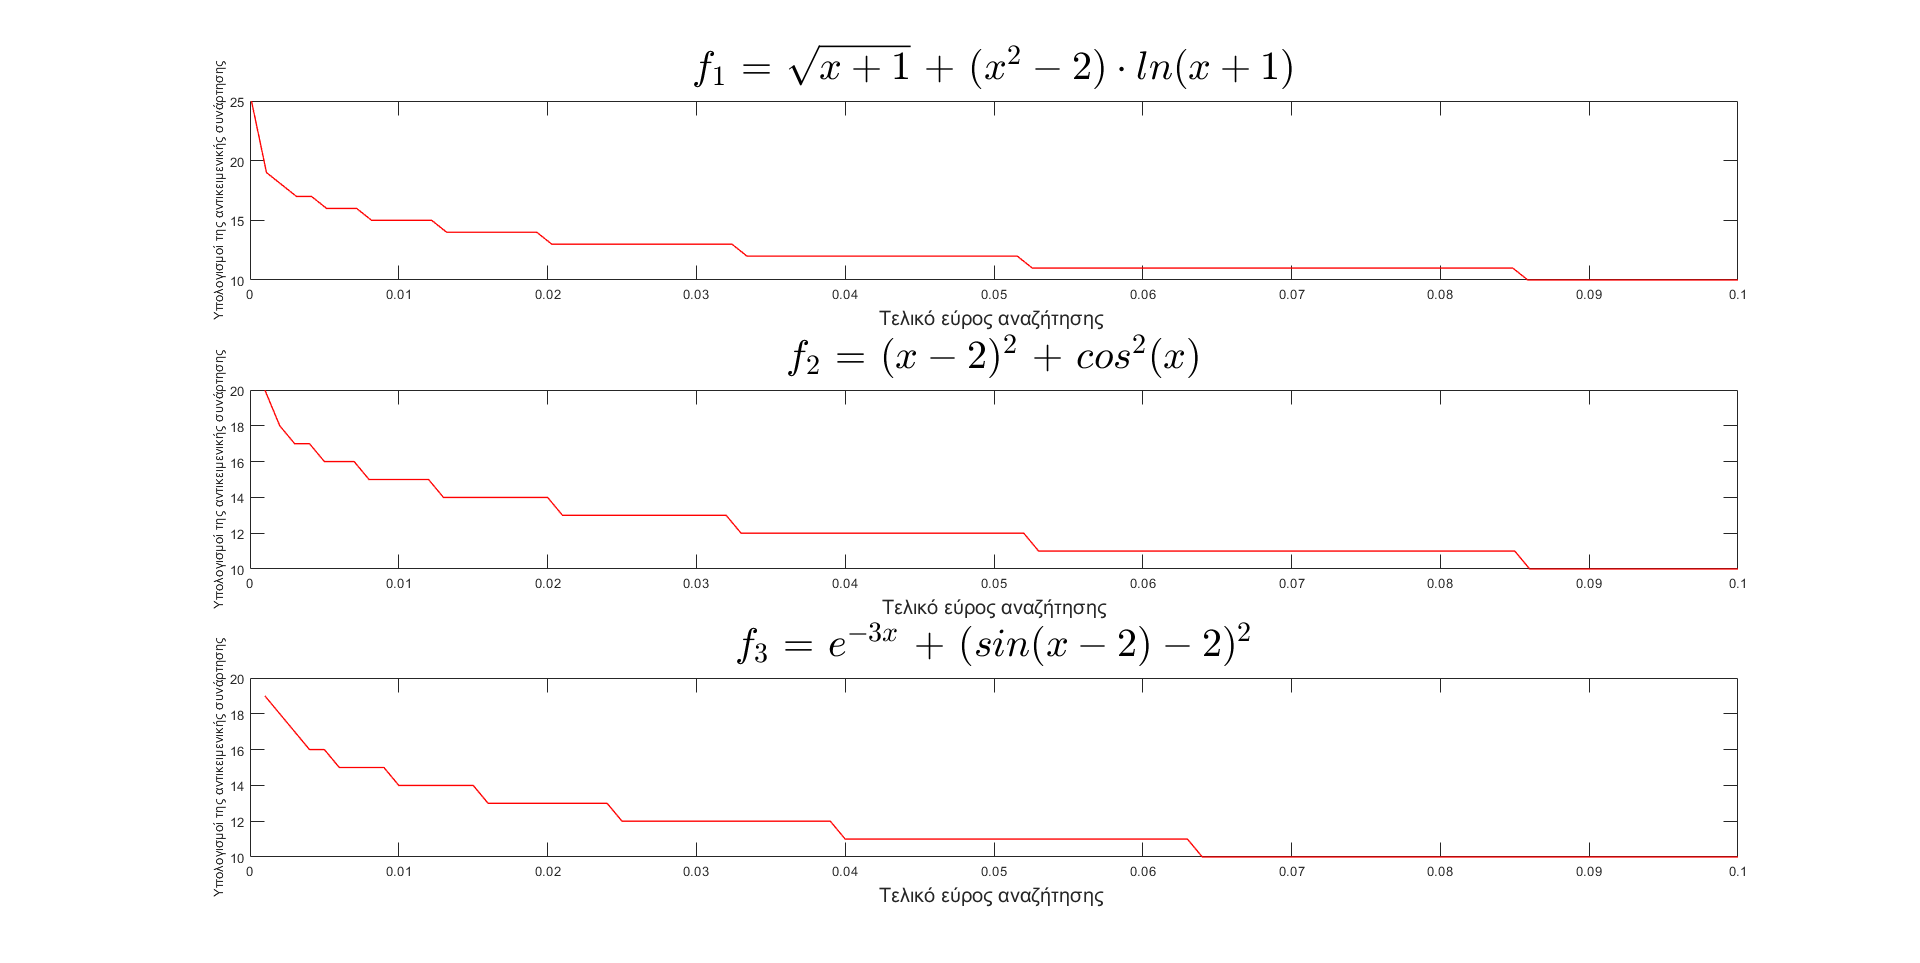 f₁ = √(x + 1) + (x² − 2) · ln(x + 1)
Υπολογισμοί της αντικειμενικής συνάρτησης
25
20
15
10
0 0.01 0.02 0.03 0.04 0.05 0.06 0.07 0.08 0.09 0.1
Τελικό εύρος αναζήτησης
f₂ = (x − 2)² + cos²(x)
Υπολογισμοί της αντικειμενικής συνάρτησης
20
18
16
14
12
10
0 0.01 0.02 0.03 0.04 0.05 0.06 0.07 0.08 0.09 0.1
Τελικό εύρος αναζήτησης
f₃ = e⁻³ˣ + (sin(x − 2) − 2)²
Υπολογισμοί της αντικειμενικής συνάρτησης
20
18
16
14
12
10
0 0.01 0.02 0.03 0.04 0.05 0.06 0.07 0.08 0.09 0.1
Τελικό εύρος αναζήτησης